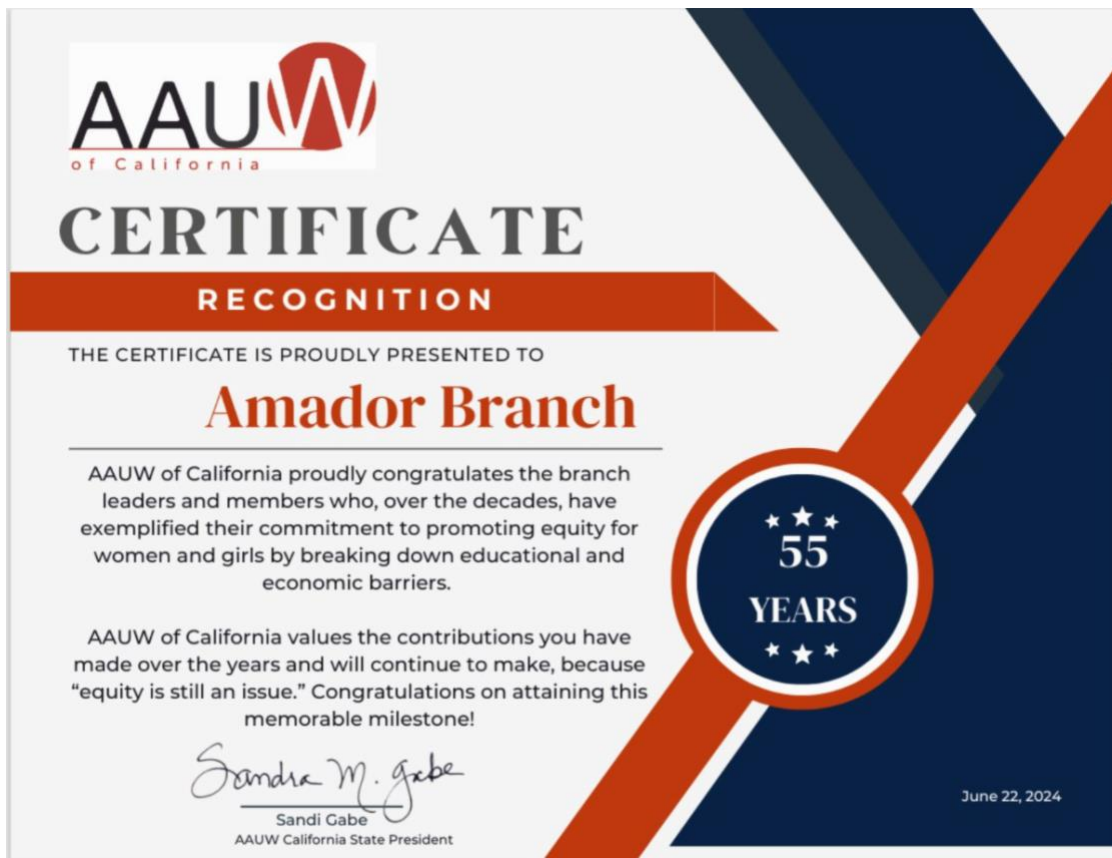 AAUW
of California
CERTIFICATE
RECOGNITION
THE CERTIFICATE IS PROUDLY PRESENTED TO
Amador Branch
AAUW of California proudly congratulates the branch
leaders and members who, over the decades, have
exemplified their commitment to promoting equity for
women and girls by breaking down educational and
economic barriers.
AAUW of California values the contributions you have
made over the years and will continue to make, because
“equity is still an issue.” Congratulations on attaining this
memorable milestone!
Sandra M. Gabe
Sandi Gabe
AAUW California State President
55
YEARS
June 22, 2024